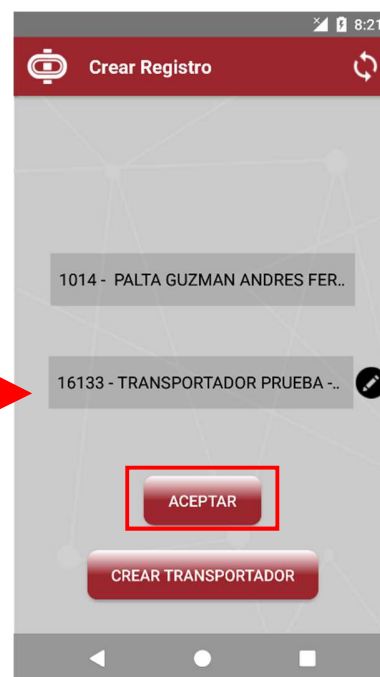 8:21
Crear Registro
1014 - PALTA GUZMAN ANDRES FER..
16133 - TRANSPORTADOR PRUEBA -..
ACEPTAR
CREAR TRANSPORTADOR